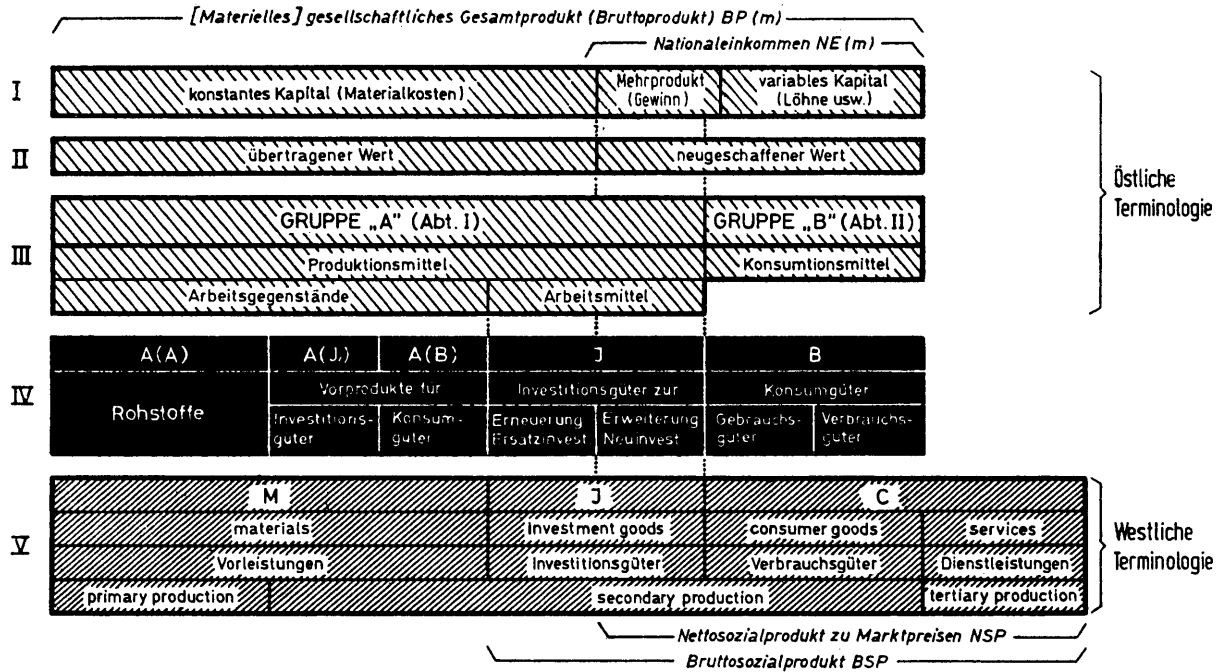 [Materielles] gesellschaftliches Gesamtprodukt (Bruttoprodukt) BP (m)
Nationaleinkommen NE (m)
I
konstantes Kapital (Materialkosten)
Mehrprodukt
(Gewinn)
variables Kapital
(Löhne usw.)
II
übertragener Wert
neugeschaffener Wert
III
GRUPPE „A" (Abt. I)
GRUPPE „B" (Abt. II)
Produktionsmittel
Konsumtionsmittel
Arbeitsgegenstände
Arbeitsmittel
Östliche
Terminologie
IV
A(A)
A(J)
A(B)
J
B
Rohstoffe
Vorprodukte für
Investitionsgüter zur
Konsumgüter
Investitions-
güter
Konsum-
güter
Erneuerung
Ersatzinvest
Erweiterung
Neuinvest
Gebrauchs-
güter
Verbrauchs-
güter
V
M
J
C
materials
Investment goods
consumer goods
services
Vorleistungen
Investitionsgüter
Verbrauchsgüter
Dienstleistungen
primary production
secondary production
tertiary production
Westliche
Terminologie
Nettosozialprodukt zu Marktpreisen NSP
Bruttosozialprodukt BSP